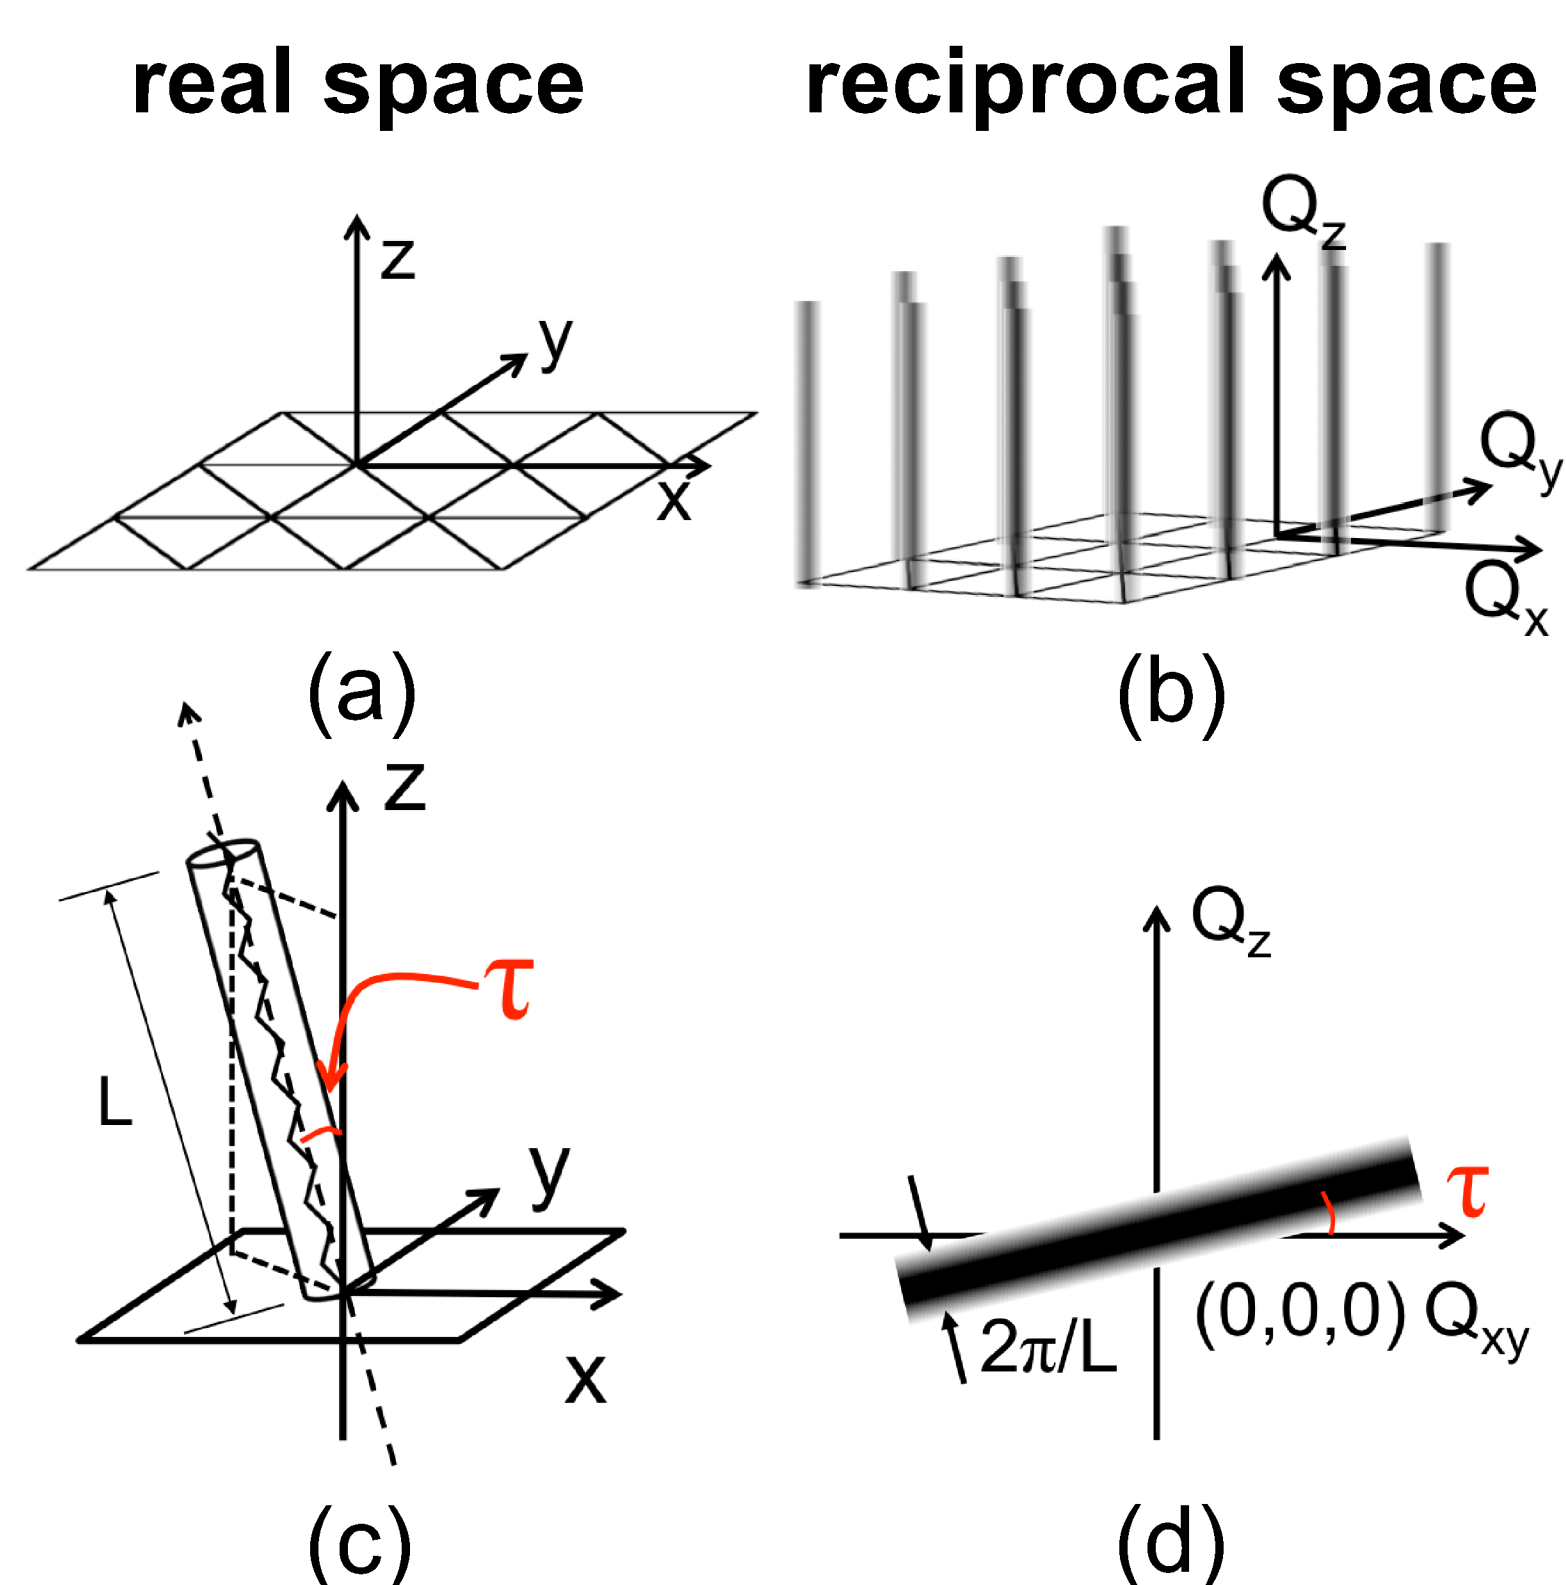 real space
reciprocal space
z
y
x
(a)
Q_z
Q_y
Q_x
(b)
z
τ
L
y
x
(c)
Q_z
τ
(0,0,0) Q_xy
2π/L
(d)